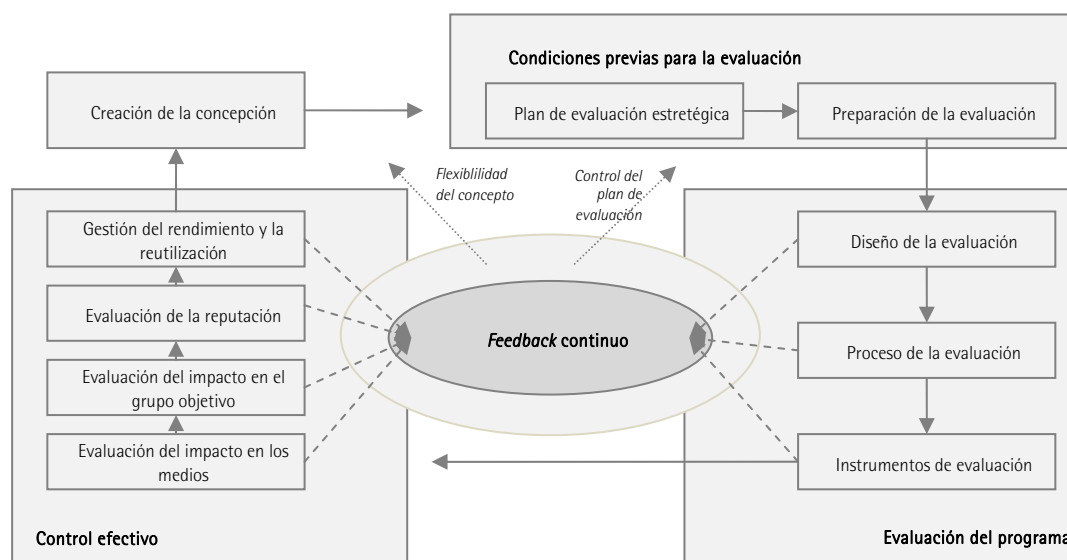 Condiciones previas para la evaluación
Creación de la concepción
Plan de evaluación estretégica
Preparación de la evaluación
Flexiblilidad
del concepto
Control del
plan de
evaluación
Gestión del rendimiento y la
reutilización
Evaluación de la reputación
Evaluación del impacto en el
grupo objetivo
Evaluación del impacto en los
medios
Control efectivo
Feedback continuo
Diseño de la evaluación
Proceso de la evaluación
Instrumentos de evaluación
Evaluación del programa